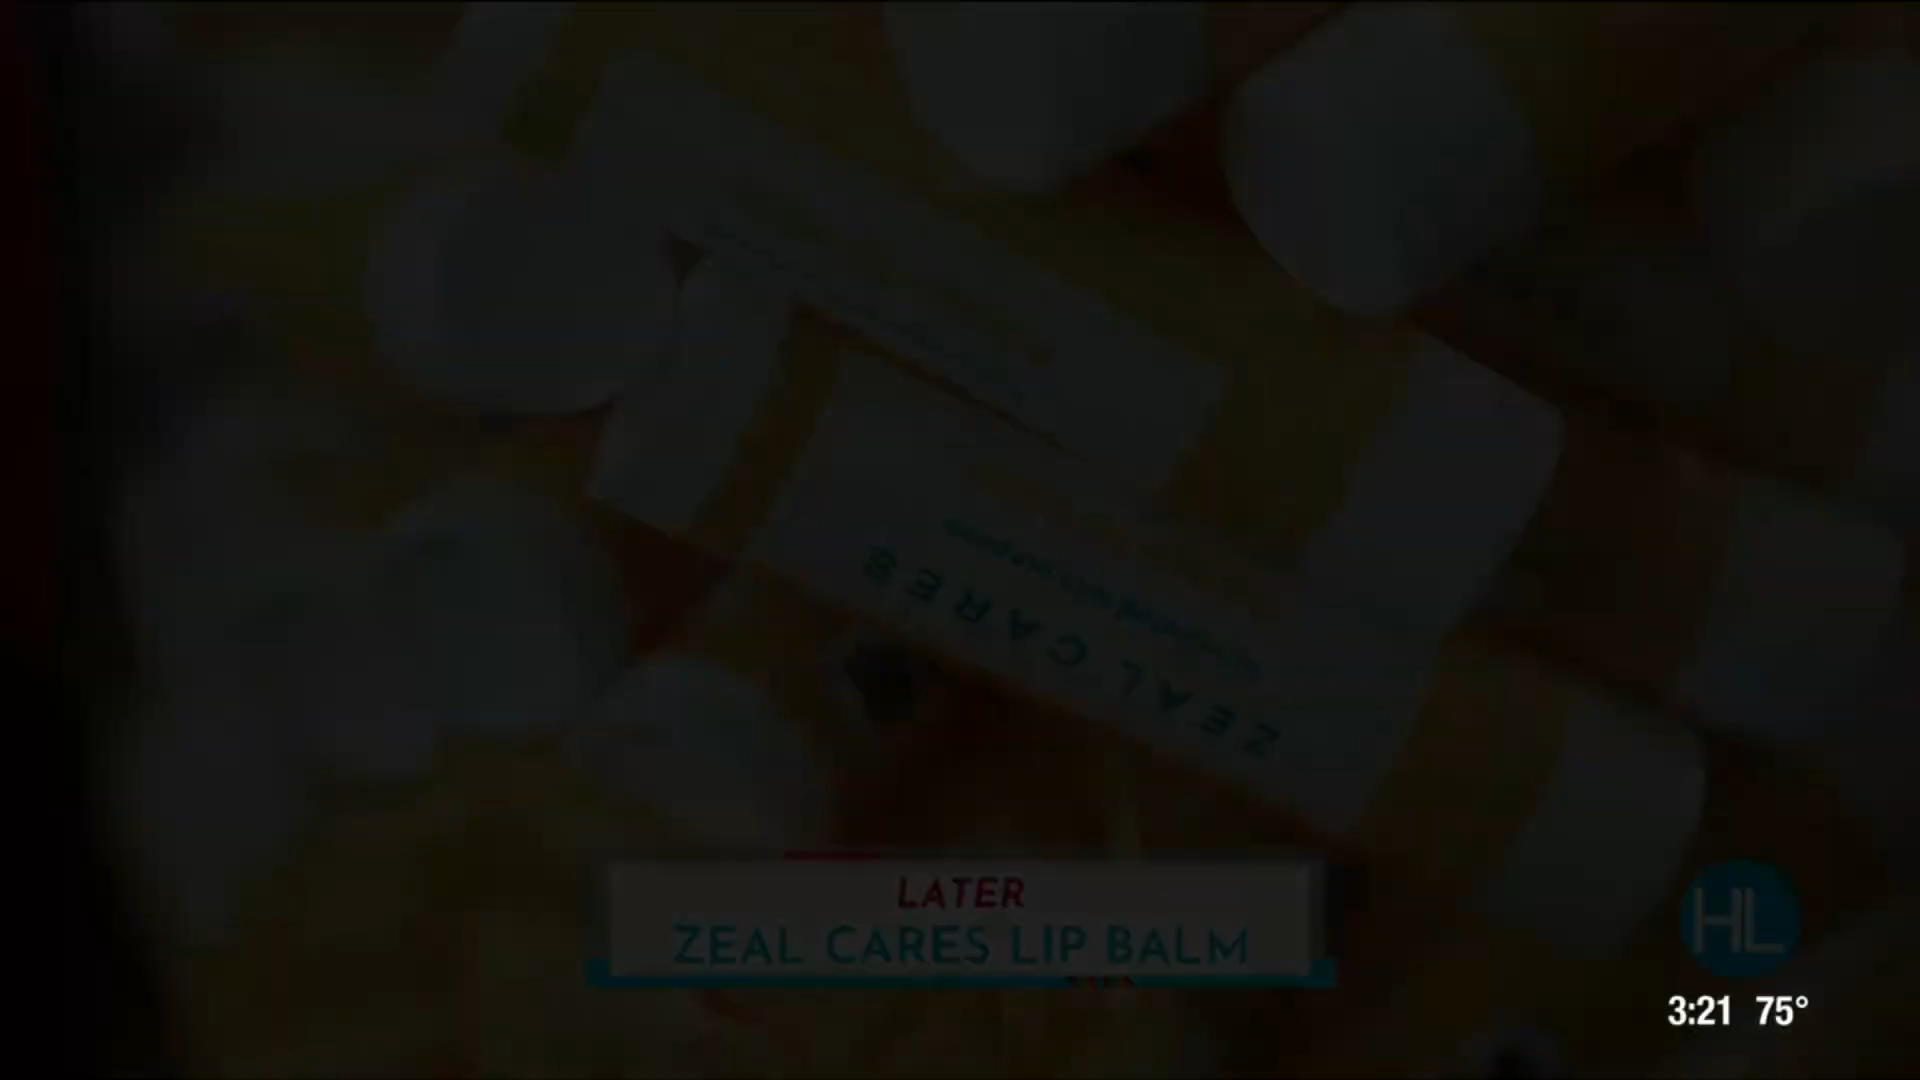 ZEAL CARES
LATER
ZEAL CARES LIP BALM
HL
3:21 75°